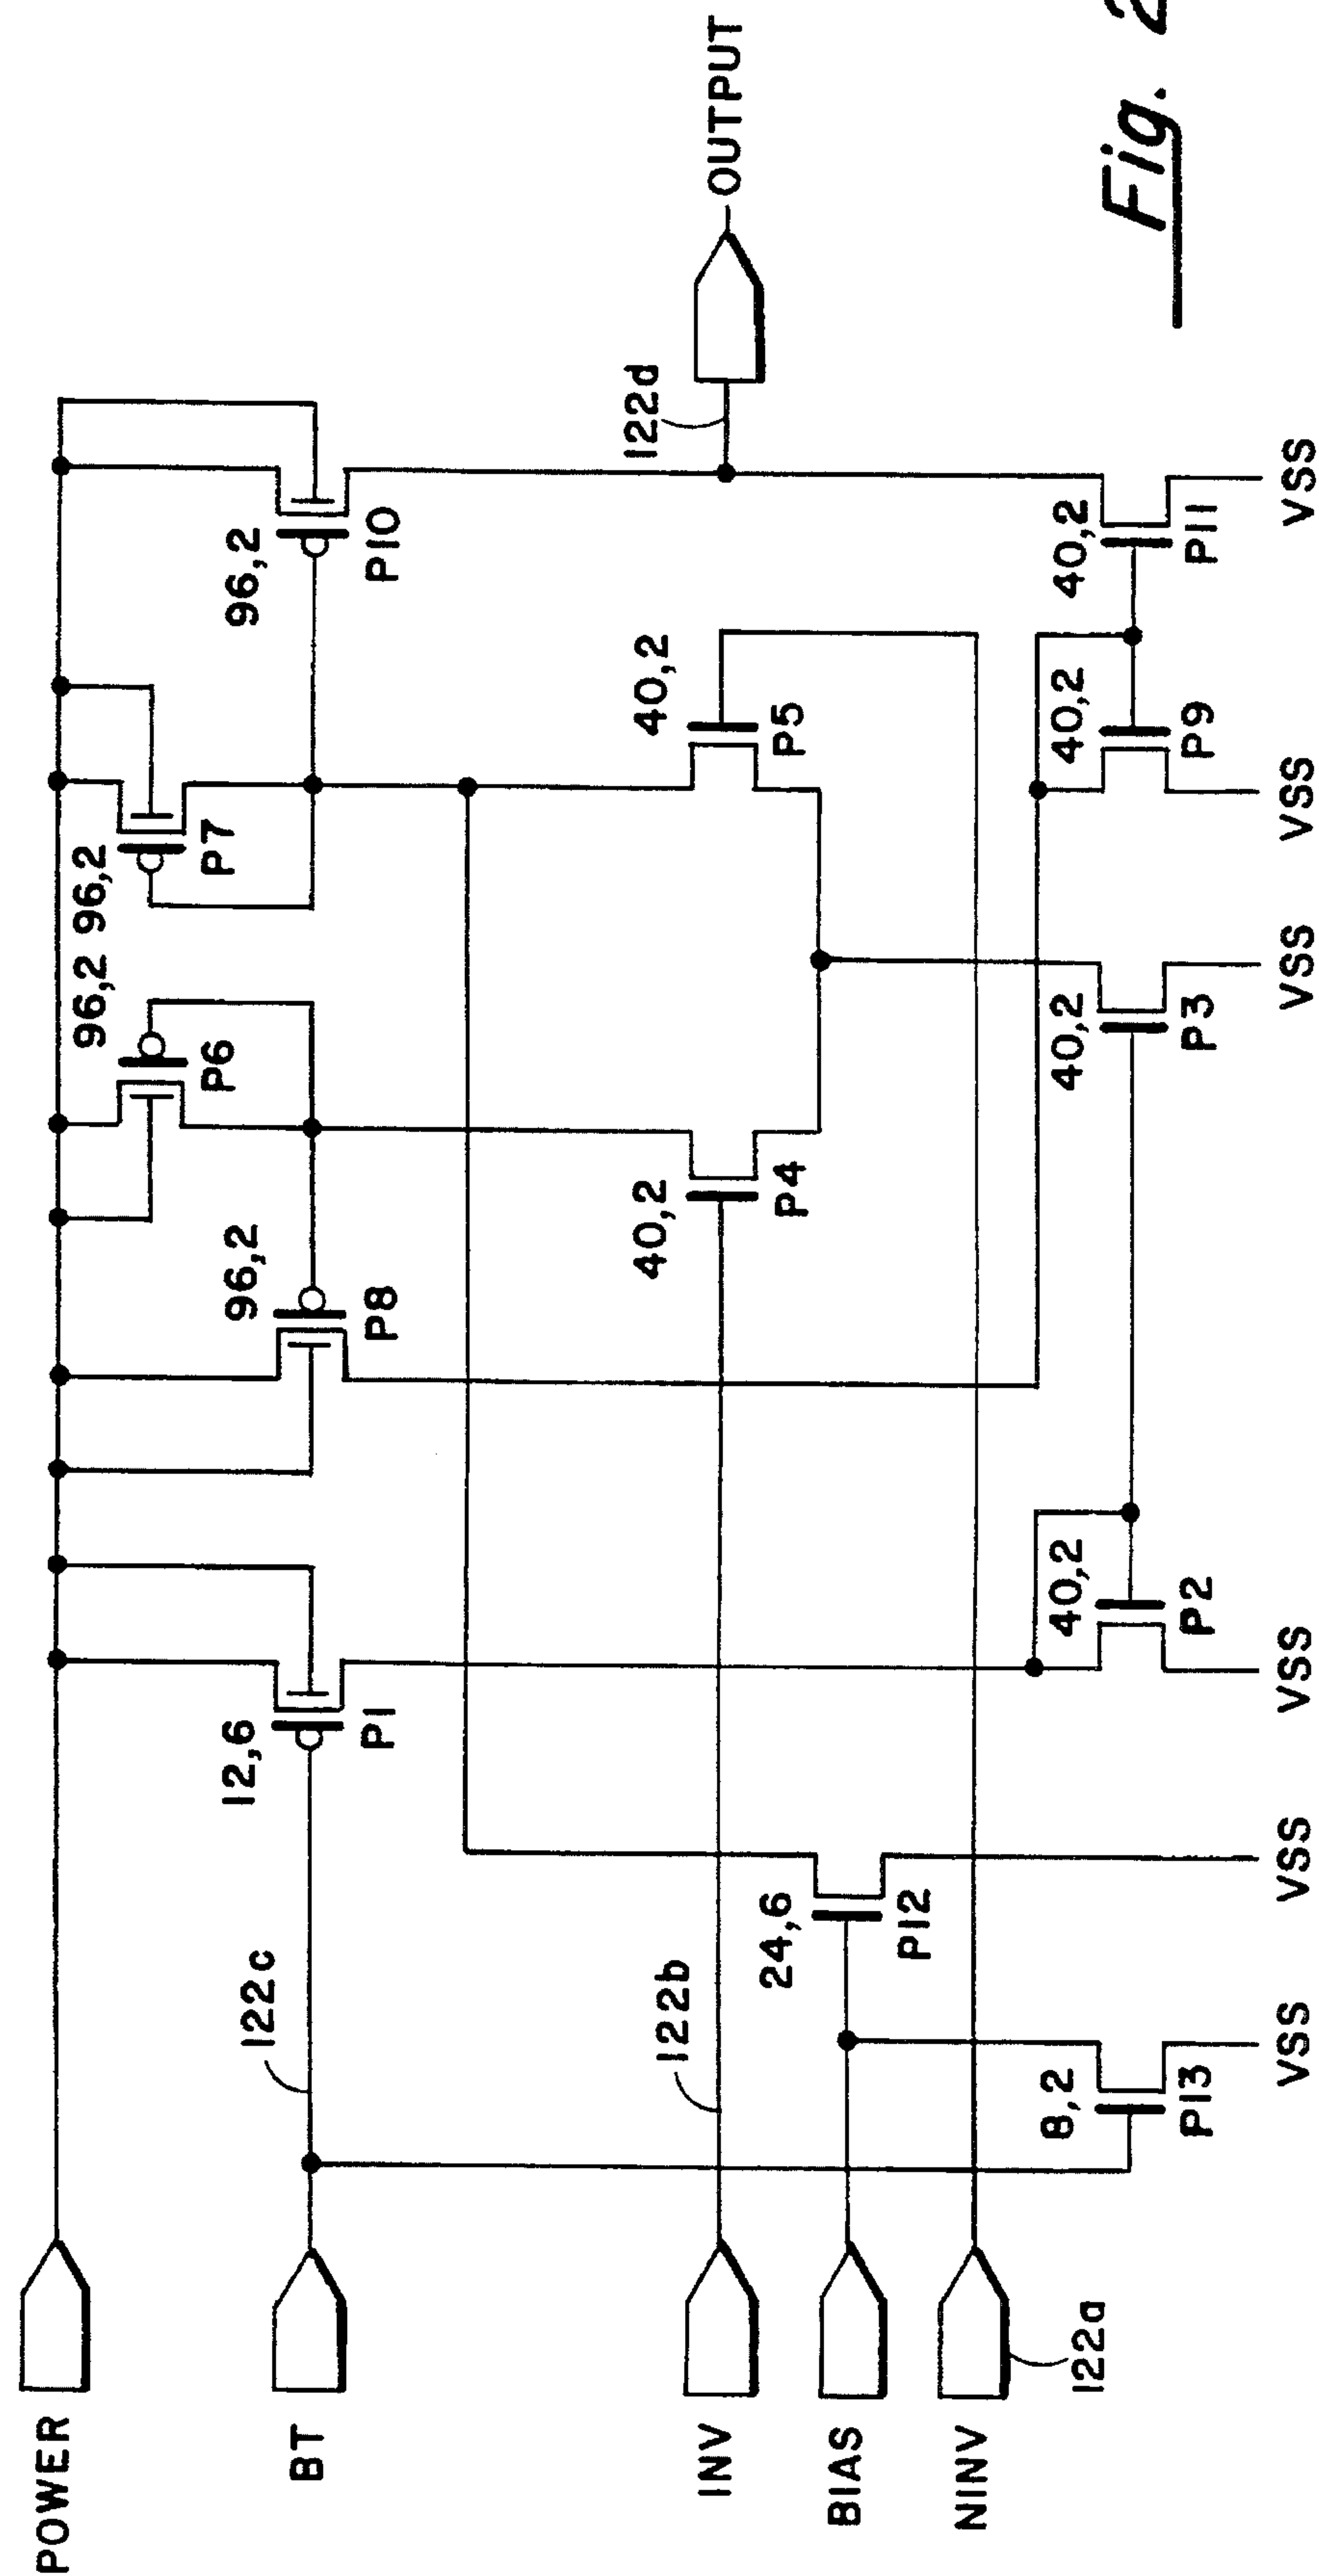 POWER
96,2 96,2
P6
P7
BT
122c
12,6
P1
96,2
P8
96,2
P10
INV
122b
40,2
P4
40,2
P5
122d
OUTPUT
BIAS
24,6
P12
NINV
122a
8,2
P13
40,2
P2
40,2
P3
40,2
P9
40,2
P11
VSS
VSS
VSS
VSS
VSS
VSS
Fig. 2